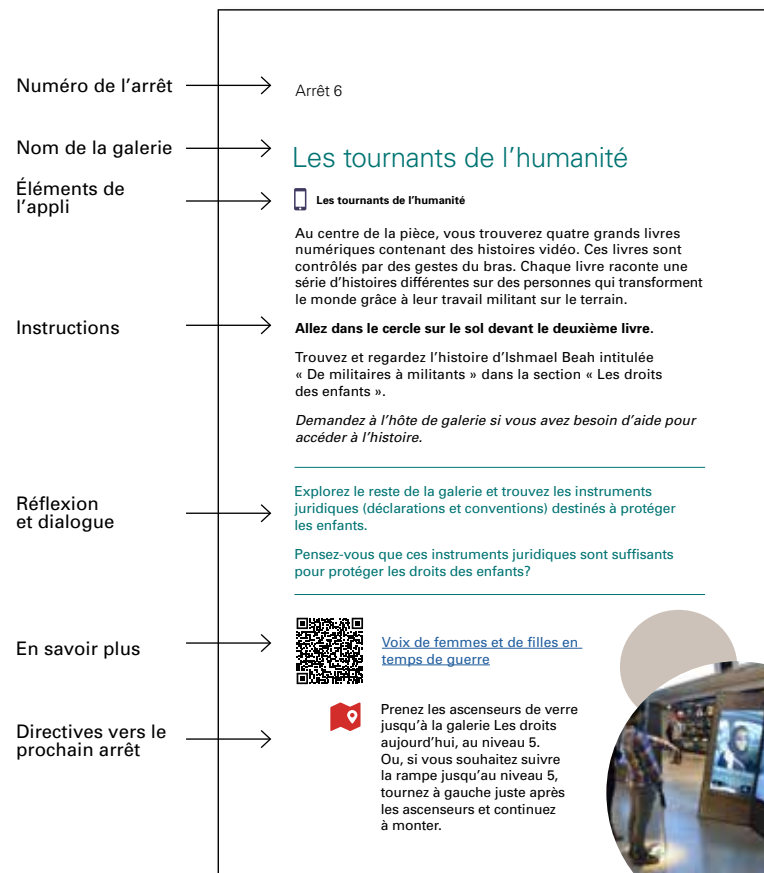 Numéro de l'arrêt
Arrêt 6
Nom de la galerie
Les tournants de l'humanité
Éléments de
l'appli
Les tournants de l'humanité
Au centre de la pièce, vous trouverez quatre grands livres
numériques contenant des histoires vidéo. Ces livres sont
contrôlés par des gestes du bras. Chaque livre raconte une
série d'histoires différentes sur des personnes qui transforment
le monde grâce à leur travail militant sur le terrain.
Instructions
Allez dans le cercle sur le sol devant le deuxième livre.
Trouvez et regardez l'histoire d'Ishmael Beah intitulée
« De militaires à militants » dans la section « Les droits
des enfants ».
Demandez à l'hôte de galerie si vous avez besoin d'aide pour
accéder à l'histoire.
Réflexion
et dialogue
Explorez le reste de la galerie et trouvez les instruments
juridiques (déclarations et conventions) destinés à protéger
les enfants.
Pensez-vous que ces instruments juridiques sont suffisants
pour protéger les droits des enfants?
En savoir plus
Voix de femmes et de filles en
temps de guerre
Directives vers le
prochain arrêt
Prenez les ascenseurs de verre
jusqu'à la galerie Les droits
aujourd'hui, au niveau 5.
Ou, si vous souhaitez suivre
la rampe jusqu'au niveau 5,
tournez à gauche juste après
les ascenseurs et continuez
à monter.